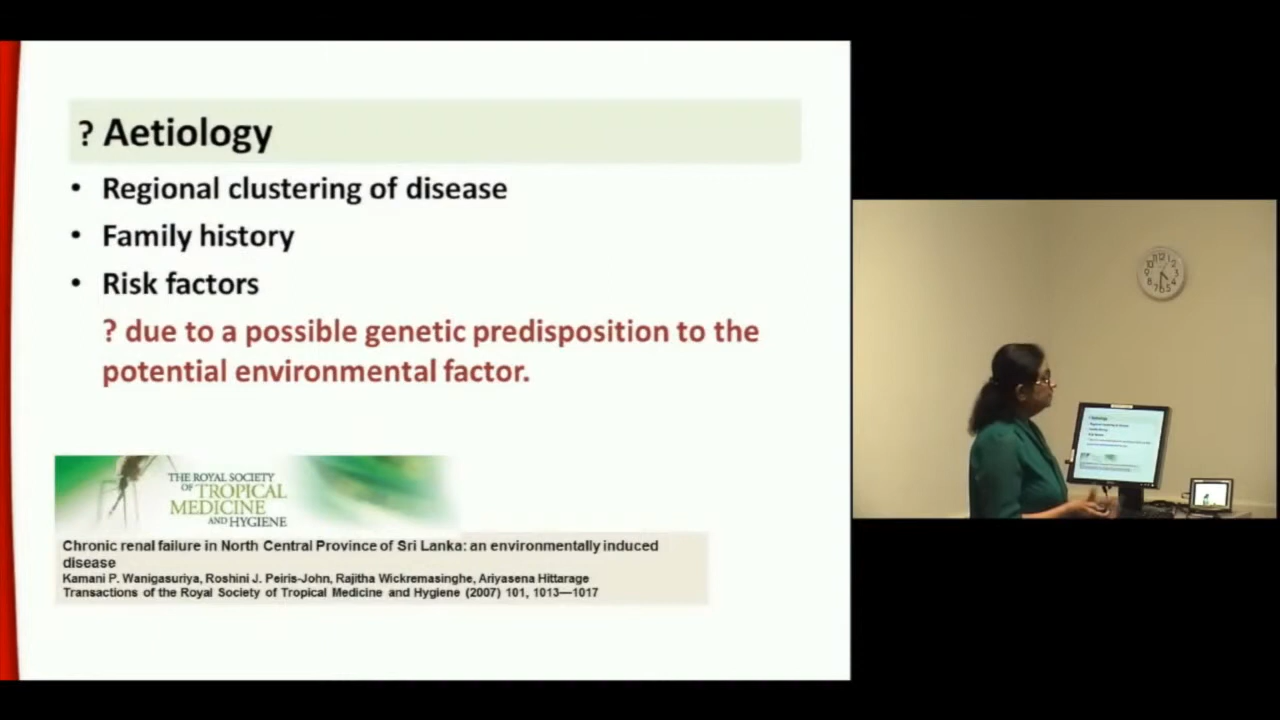 ? Aetiology
• Regional clustering of disease
• Family history
• Risk factors
? due to a possible genetic predisposition to the
potential environmental factor.
THE ROYAL SOCIETY
OF TROPICAL
MEDICINE
AND HYGIENE
Chronic renal failure in North Central Province of Sri Lanka: an environmentally induced
disease
Kamani P. Wanigasuriya, Roshini J. Peiris-John, Rajitha Wickremasinghe, Ariyasena Hittarage
Transactions of the Royal Society of Tropical Medicine and Hygiene (2007) 101, 1013—1017